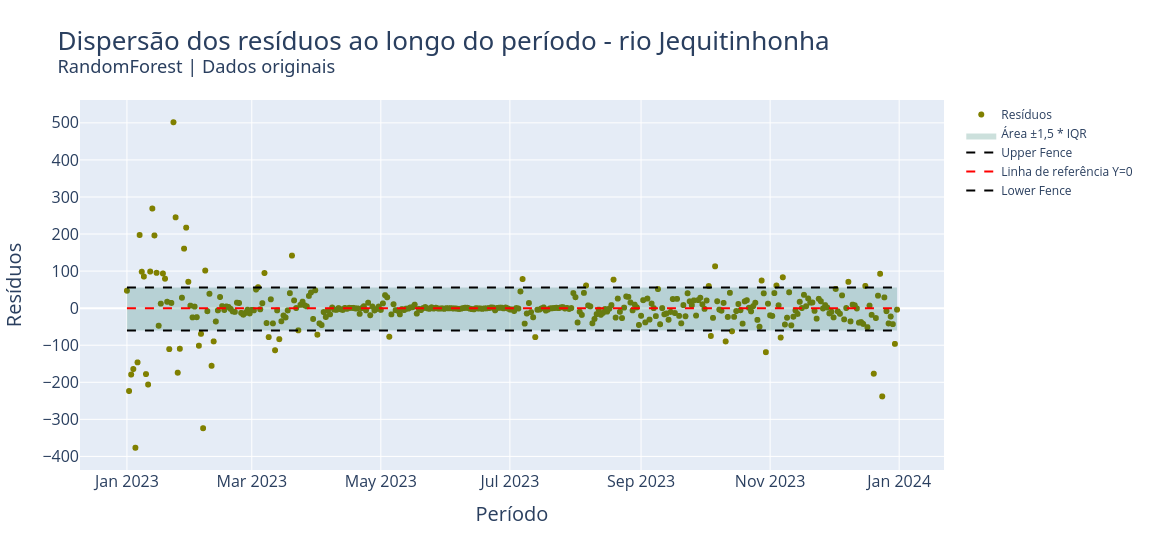 Dispersão dos resíduos ao longo do período - rio Jequitinhonha
RandomForest | Dados originais
Resíduos
500
400
300
200
100
0
−100
−200
−300
−400
Jan 2023
Mar 2023
May 2023
Jul 2023
Sep 2023
Nov 2023
Jan 2024
Período
Resíduos
Área ±1,5 * IQR
Upper Fence
Linha de referência Y=0
Lower Fence